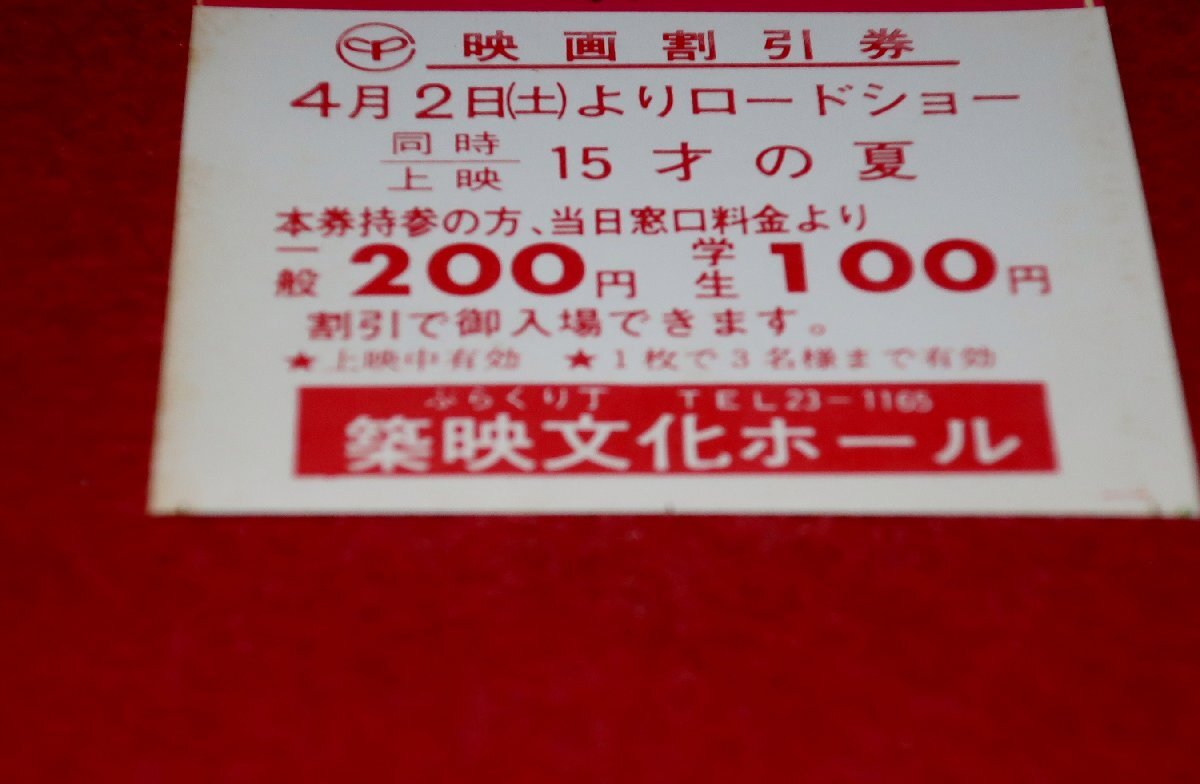 映画割引券
4月2日(土)よりロードショー
同時上映 15才の夏
本券持参の方、当日窓口料金より
一般200円 学生100円
割引で御入場できます。
★上映中有効 ★1枚で3名様まで有効
ぶらくり丁 TEL23-1165
築映文化ホール